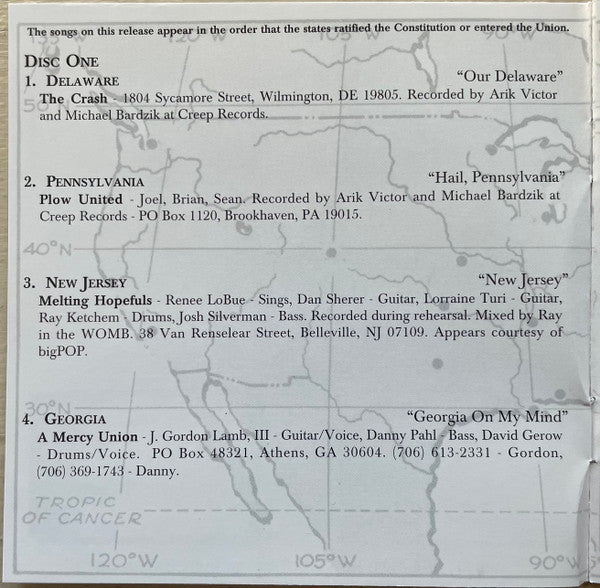 The songs on this release appear in the order that the states ratified the Constitution or entered the Union.
120°W 105°W 90°W
DISC ONE
1. DELAWARE “Our Delaware”
The Crash - 1804 Sycamore Street, Wilmington, DE 19805. Recorded by Arik Victor
and Michael Bardzik at Creep Records.
50°N
2. PENNSYLVANIA “Hail, Pennsylvania”
Plow United - Joel, Brian, Sean. Recorded by Arik Victor and Michael Bardzik at
Creep Records - PO Box 1120, Brookhaven, PA 19015.
40°N
3. NEW JERSEY “New Jersey”
Melting Hopefuls - Renee LoBue - Sings, Dan Sherer - Guitar, Lorraine Turi - Guitar,
Ray Ketchem - Drums, Josh Silverman - Bass. Recorded during rehearsal. Mixed by Ray
in the WOMB. 38 Van Renselear Street, Belleville, NJ 07109. Appears courtesy of
bigPOP.
30°N
4. GEORGIA “Georgia On My Mind”
A Mercy Union - J. Gordon Lamb, III - Guitar/Voice, Danny Pahl - Bass, David Gerow
- Drums/Voice. PO Box 48321, Athens, GA 30604. (706) 613-2331 - Gordon,
(706) 369-1743 - Danny.
TROPIC
OF CANCER
120°W 105°W 90°W